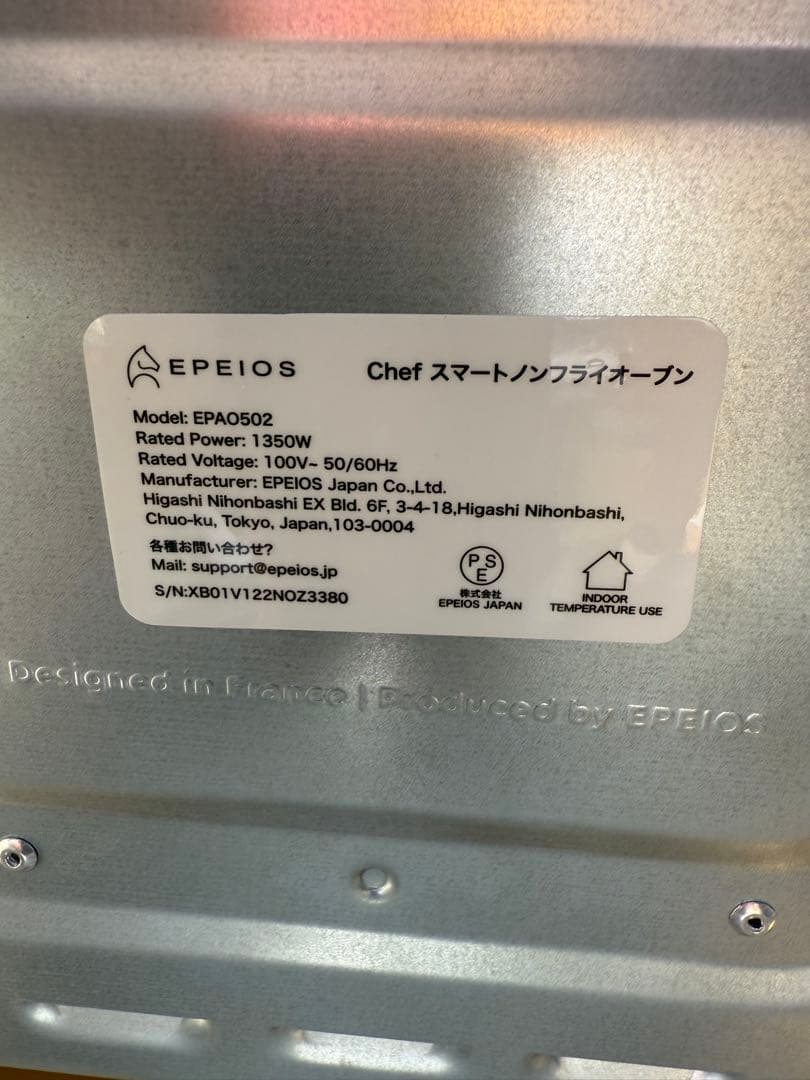 EPEIOS
Chef スマートノンフライオーブン
Model: EPAO502
Rated Power: 1350W
Rated Voltage: 100V~ 50/60Hz
Manufacturer: EPEIOS Japan Co.,Ltd.
Higashi Nihonbashi EX Bld. 6F, 3-4-18,Higashi Nihonbashi,
Chuo-ku, Tokyo, Japan,103-0004
各種お問い合わせ?
Mail: support@epeios.jp
S/N:XB01V122NOZ3380
PSE
株式会社
EPEIOS JAPAN
INDOOR
TEMPERATURE USE
Designed in France | Produced by EPEIOS